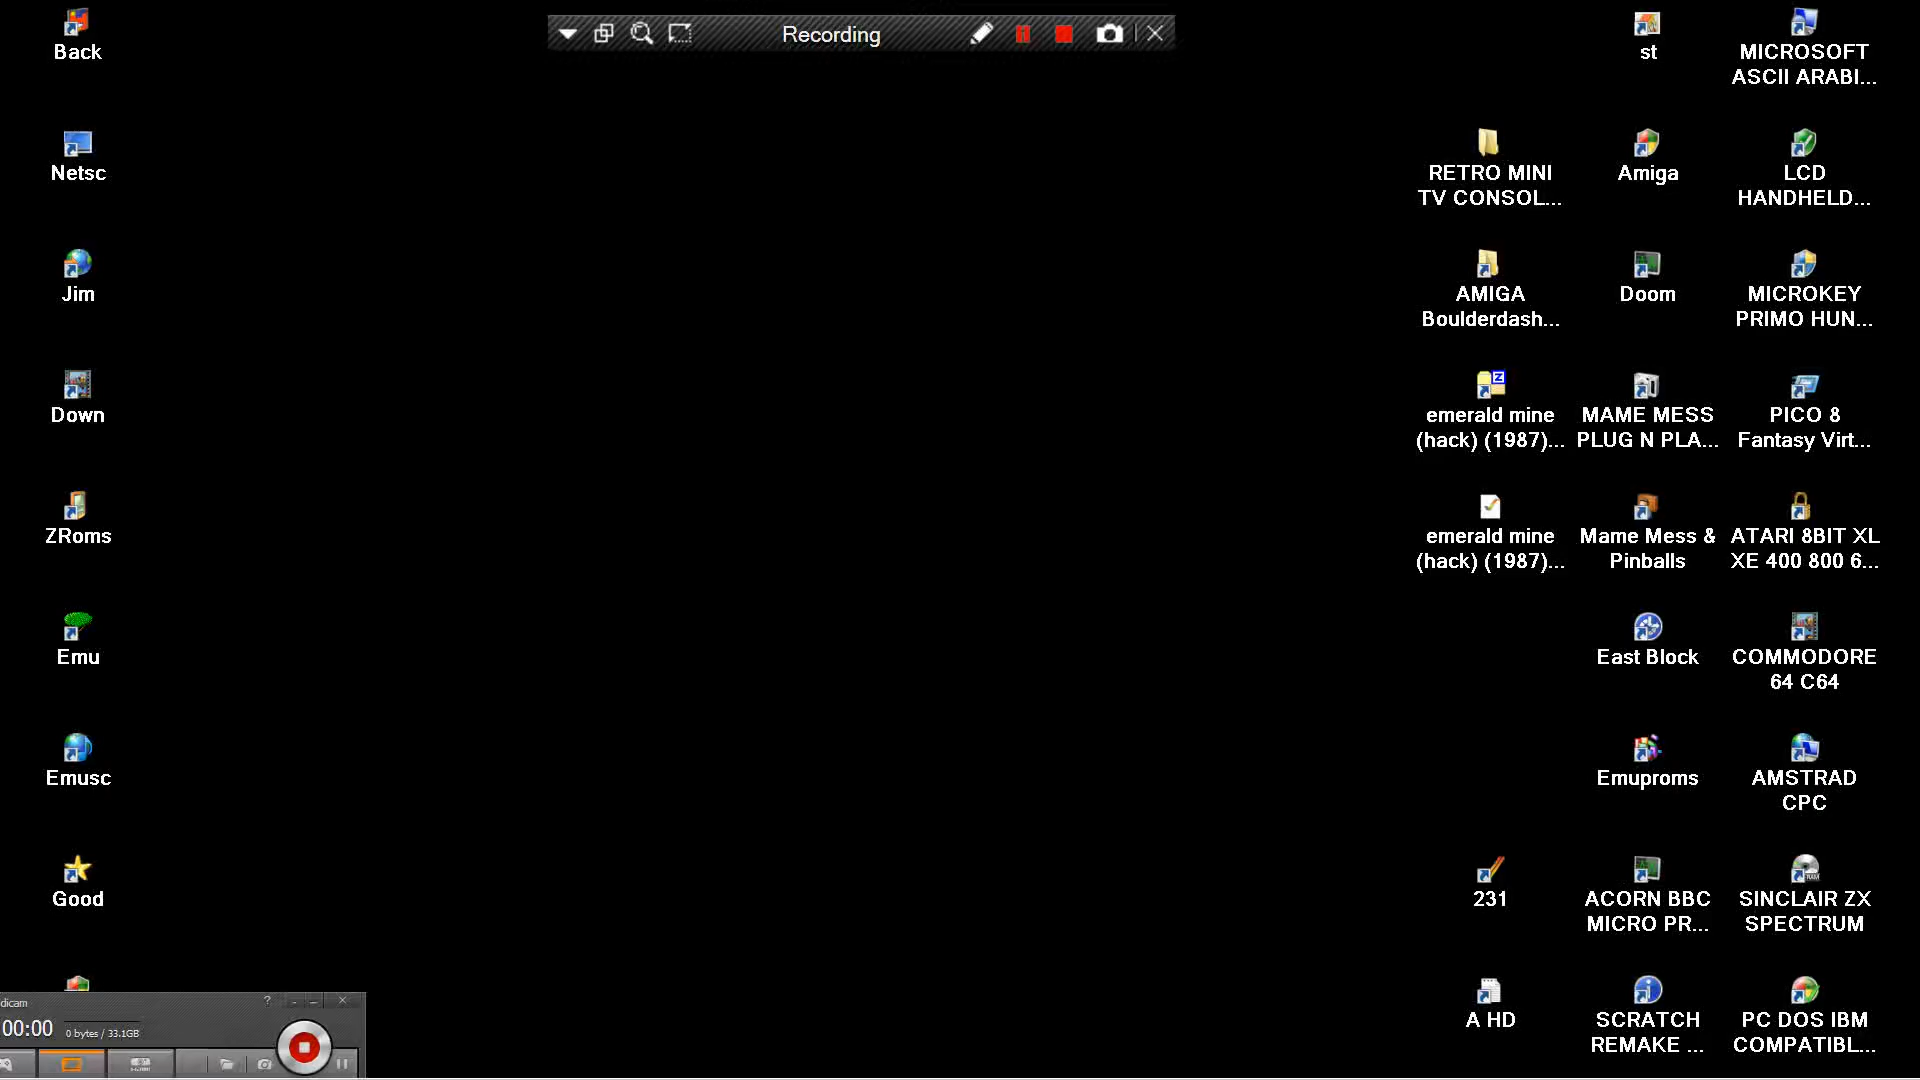 Recording
Back
Netsc
Jim
Down
ZRoms
Emu
Emusc
Good
st
MICROSOFT
ASCII ARABI...
RETRO MINI
TV CONSOL...
Amiga
LCD
HANDHELD...
AMIGA
Boulderdash...
Doom
MICROKEY
PRIMO HUN...
emerald mine
(hack) (1987)...
MAME MESS
PLUG N PLA...
PICO 8
Fantasy Virt...
emerald mine
(hack) (1987)...
Mame Mess &
Pinballs
ATARI 8BIT XL
XE 400 800 6...
East Block
COMMODORE
64 C64
Emuproms
AMSTRAD
CPC
231
ACORN BBC
MICRO PR...
SINCLAIR ZX
SPECTRUM
A HD
SCRATCH
REMAKE ...
PC DOS IBM
COMPATIBL...
dicam
00:00
0 bytes / 33.1GB